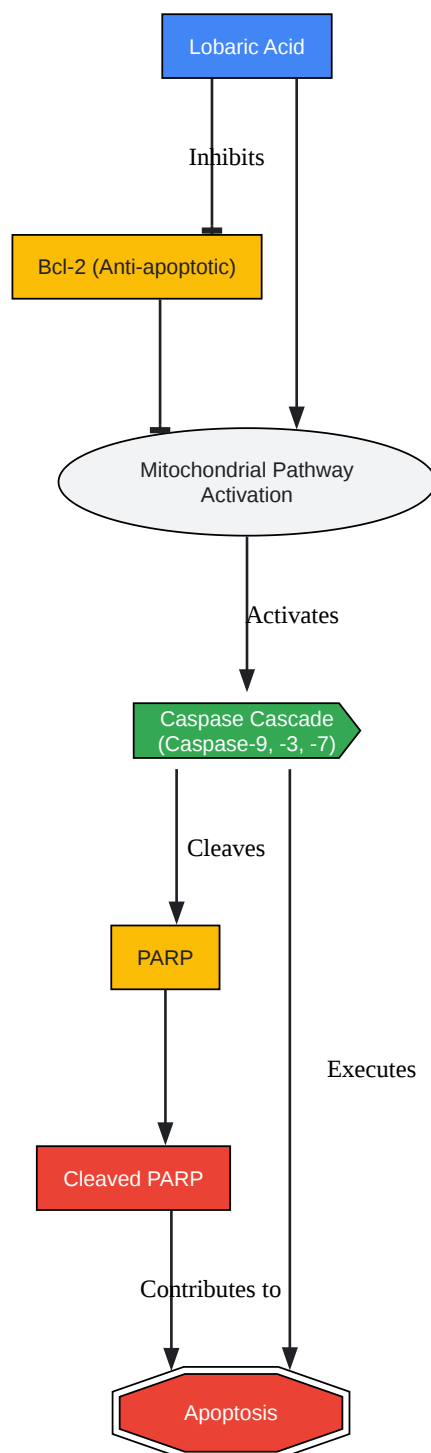 Lobaric Acid
Inhibits
Bcl-2 (Anti-apoptotic)
Mitochondrial Pathway
Activation
Activates
Caspase Cascade
(Caspase-9, -3, -7)
Cleaves
PARP
Executes
Cleaved PARP
Contributes to
Apoptosis